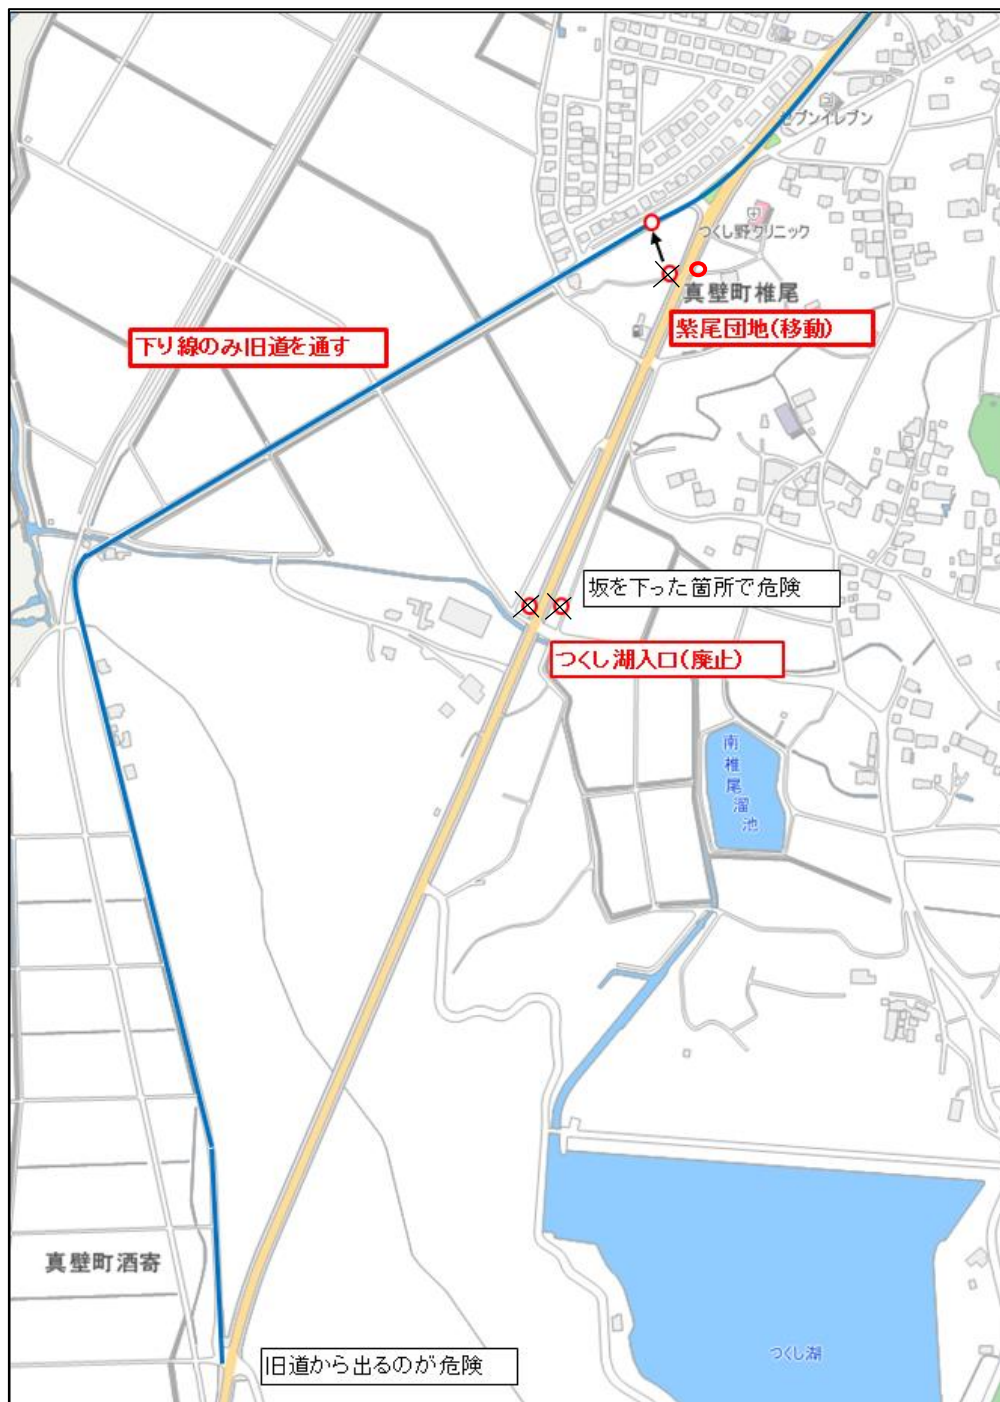 セブンイレブン
つくし野クリニック
真壁町椎尾
紫尾団地(移動)
下り線のみ旧道を通す
坂を下った箇所で危険
つくし湖入口(廃止)
南椎尾溜池
真壁町酒寄
旧道から出るのが危険
つくし湖